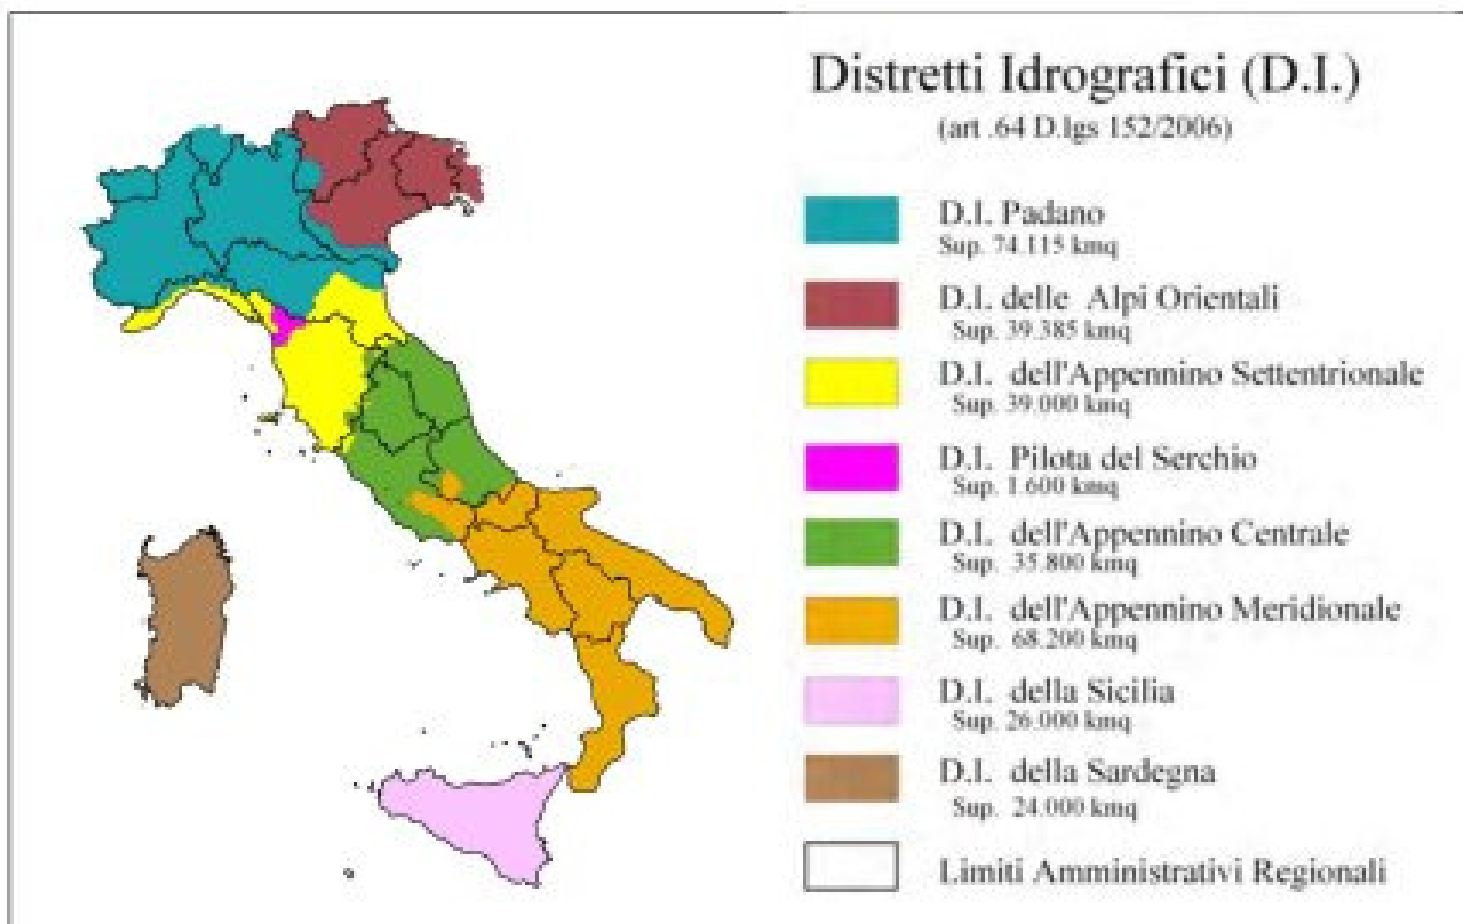 Distretti Idrografici (D.I.)
(art .64 D.lgs 152/2006)
D.I. Padano
Sup. 74.115 kmq
D.I. delle Alpi Orientali
Sup. 39.385 kmq
D.I. dell'Appennino Settentrionale
Sup. 39.000 kmq
D.I. Pilota del Serchio
Sup. 1.600 kmq
D.I. dell'Appennino Centrale
Sup. 35.800 kmq
D.I. dell'Appennino Meridionale
Sup. 68.200 kmq
D.I. della Sicilia
Sup. 26.000 kmq
D.I. della Sardegna
Sup. 24.000 kmq
Limiti Amministrativi Regionali